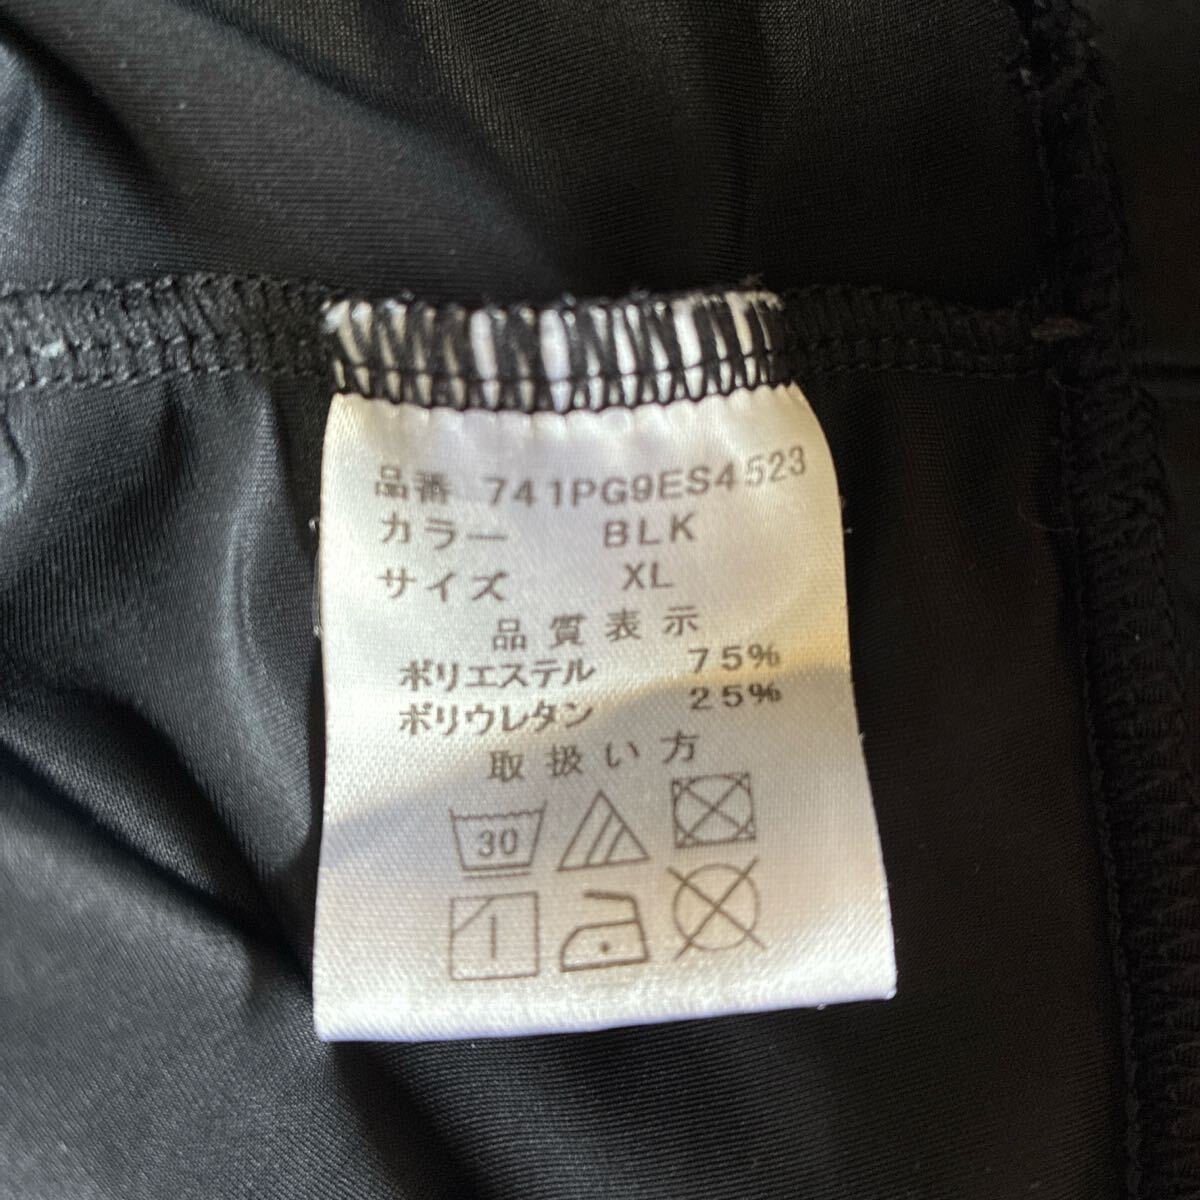 品番 741PG9ES4523
カラー BLK
サイズ XL
品質表示
ポリエステル 75%
ポリウレタン 25%
取扱い方
30